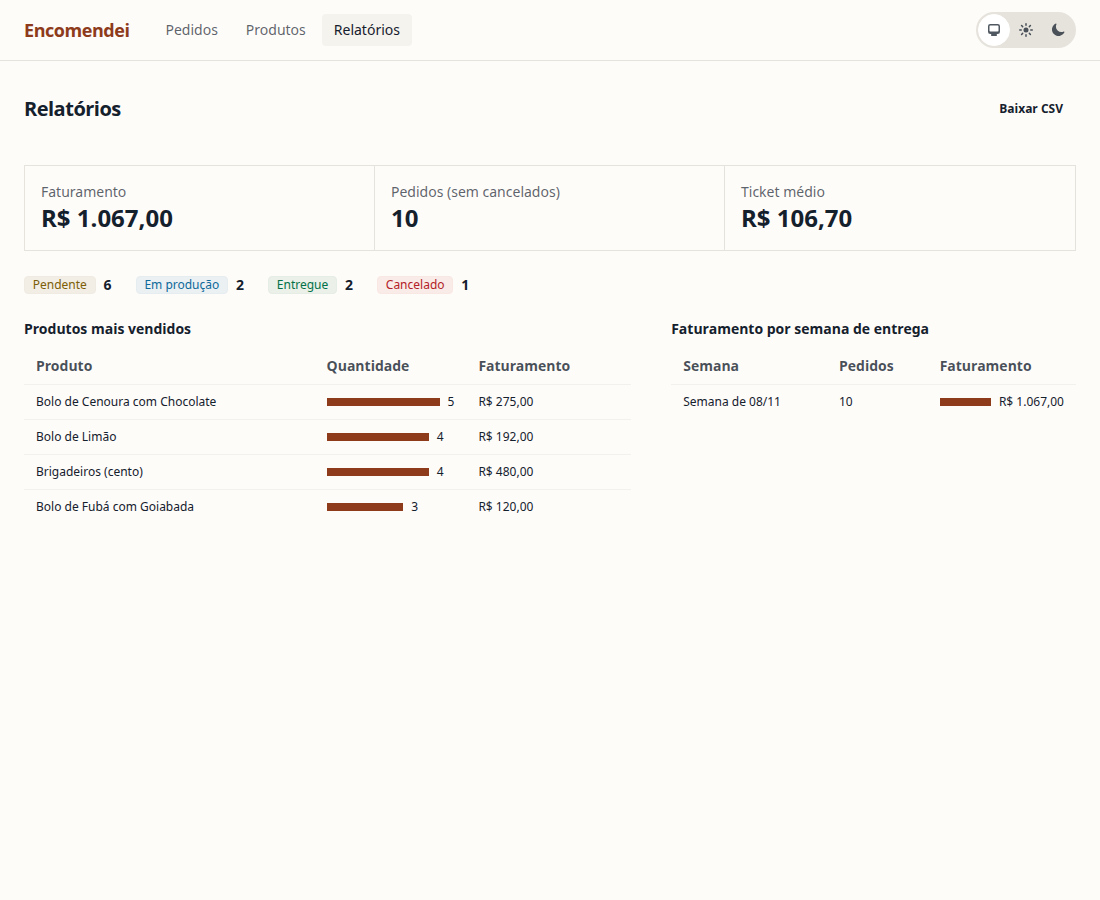 Encomendei Pedidos Produtos Relatórios
Relatórios Baixar CSV
Faturamento Pedidos (sem cancelados) Ticket médio
R$ 1.067,00 10 R$ 106,70
Pendente 6 Em produção 2 Entregue 2 Cancelado 1
Produtos mais vendidos
Produto Quantidade Faturamento
Bolo de Cenoura com Chocolate 5 R$ 275,00
Bolo de Limão 4 R$ 192,00
Brigadeiros (cento) 4 R$ 480,00
Bolo de Fubá com Goiabada 3 R$ 120,00
Faturamento por semana de entrega
Semana Pedidos Faturamento
Semana de 08/11 10 R$ 1.067,00